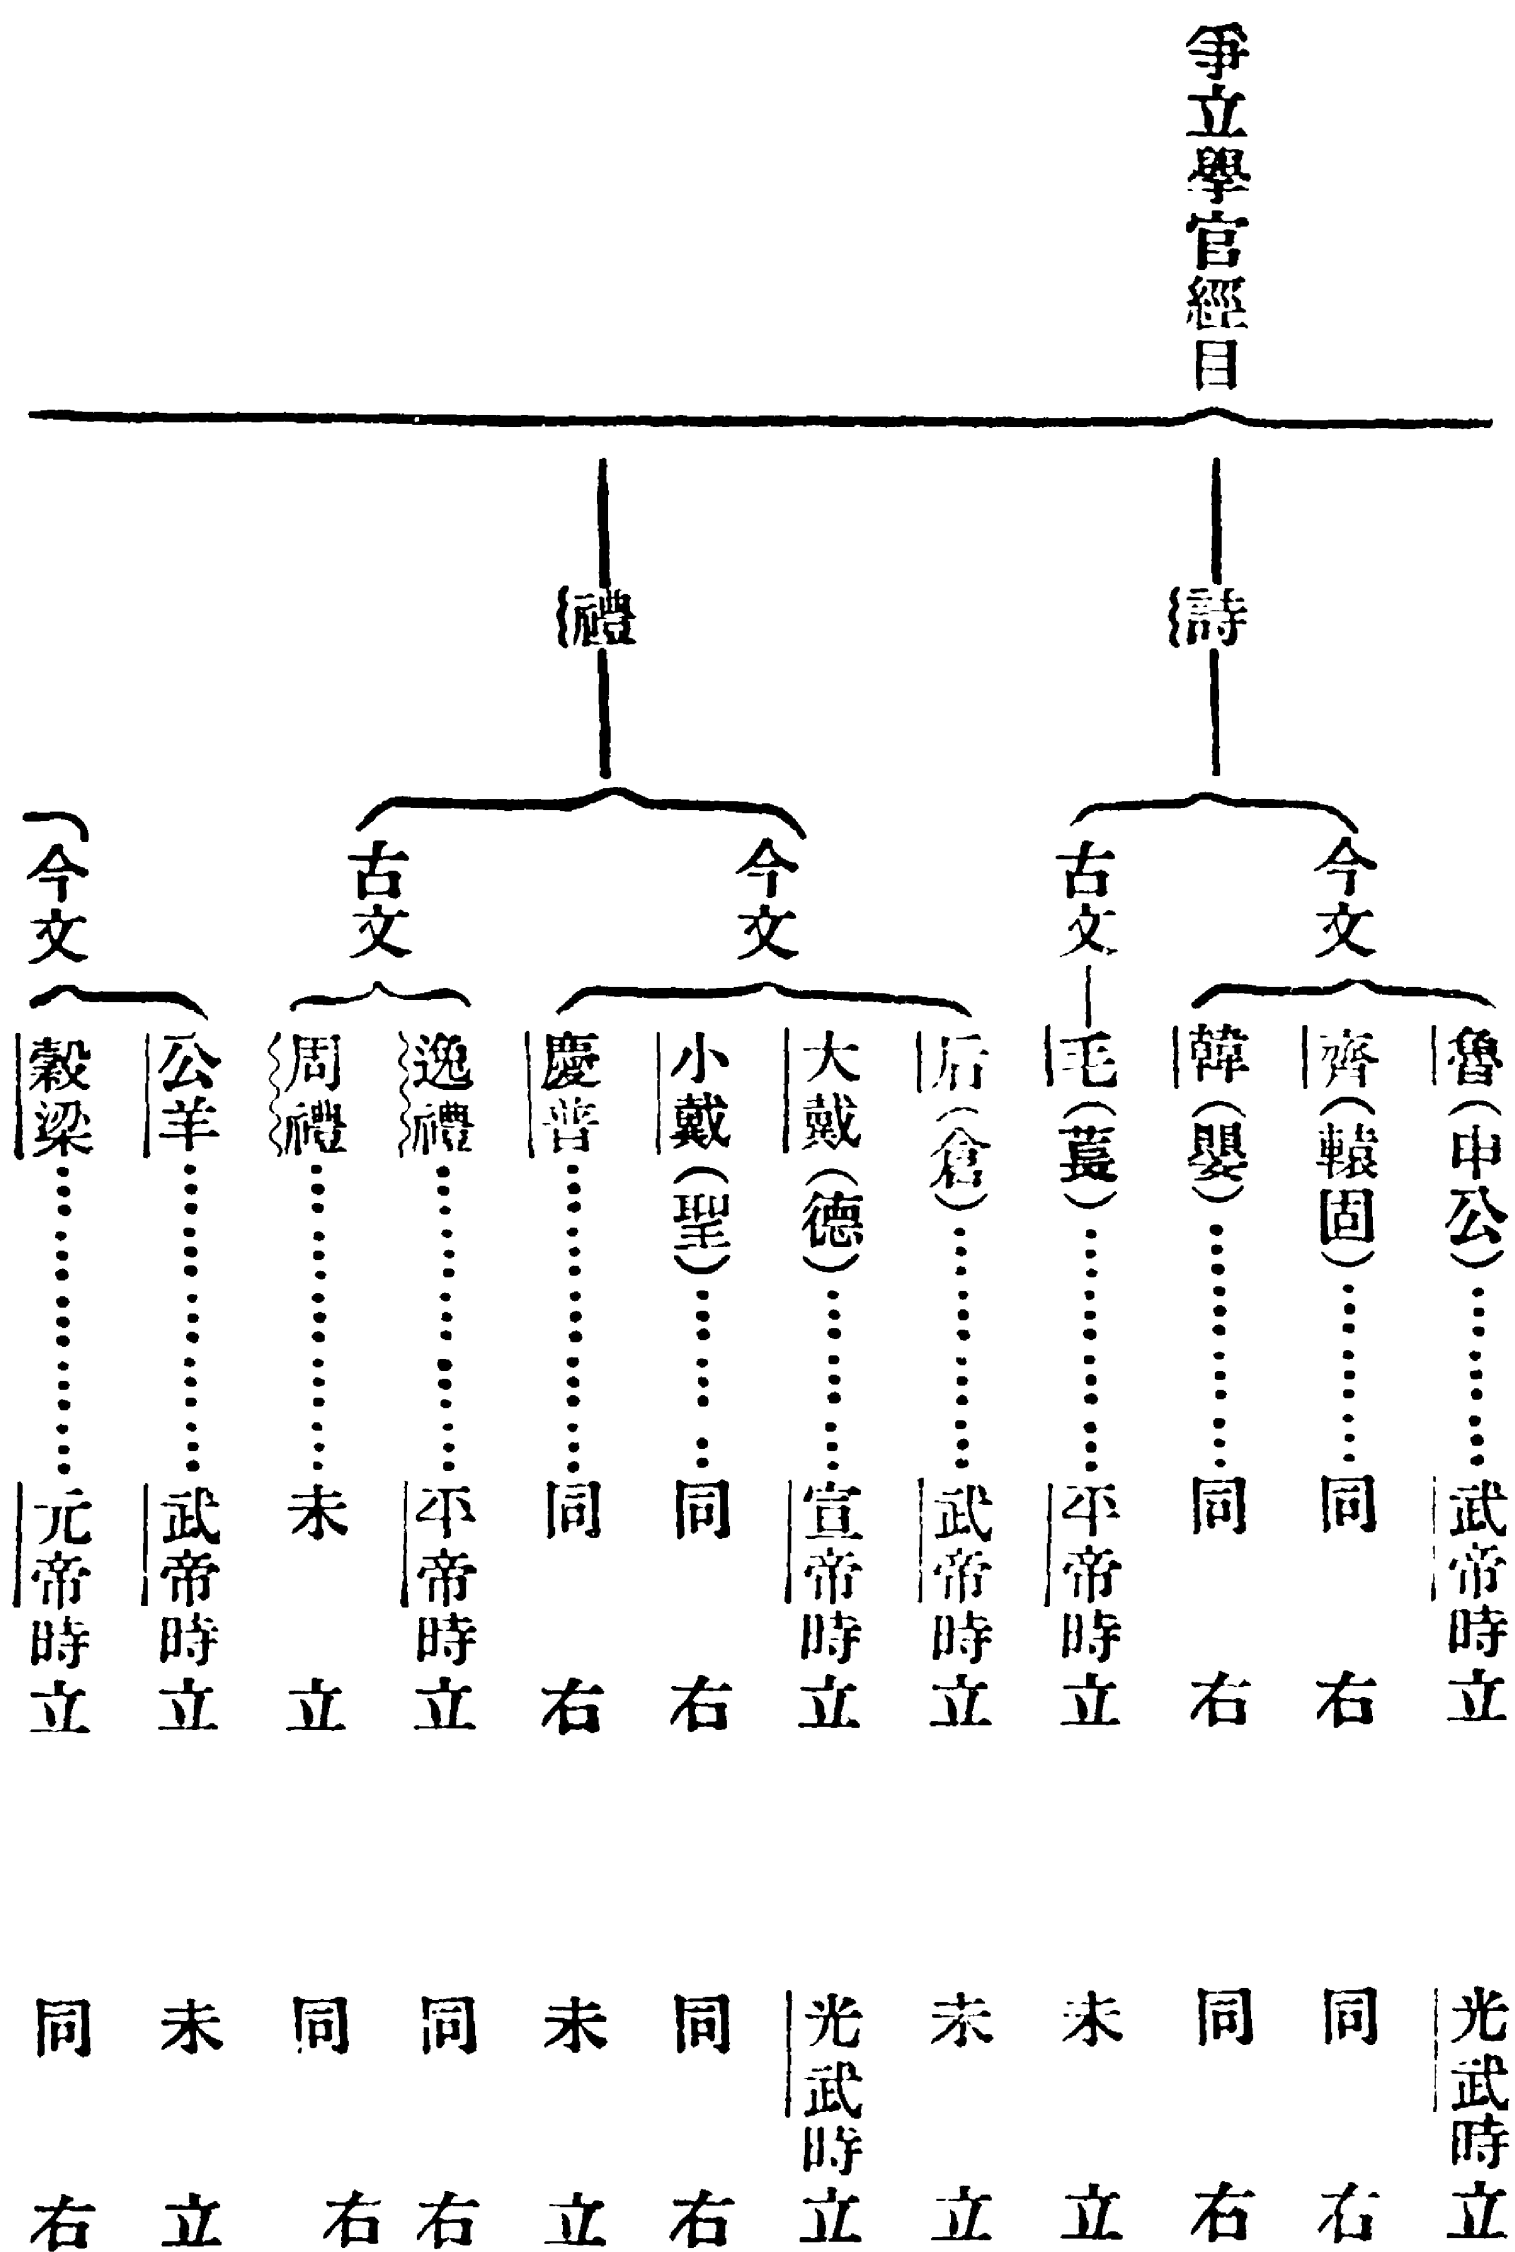 爭立學官經目
詩
今文
魯(申公)……武帝時立 光武時立
齊(轅固)……同右 同右
韓(嬰)……同右 同右
古文
毛(萇)……平帝時立 未立
禮
今文
后(倉)……武帝時立 未立
大戴(德)……宣帝時立 光武時立
小戴(聖)……同右 同右
慶普……同右 未立
古文
逸禮……平帝時立 同右
周禮……未立 同右
今文
公羊……武帝時立 未立
穀梁……元帝時立 同右